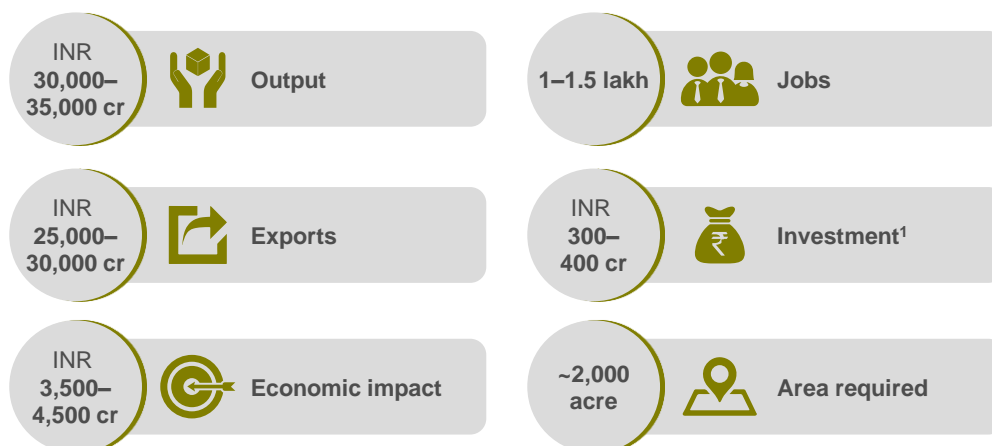 INR
30,000–
35,000 cr
Output
1–1.5 lakh
Jobs
INR
25,000–
30,000 cr
Exports
INR
300–
400 cr
₹
Investment¹
INR
3,500–
4,500 cr
Economic impact
~2,000
acre
Area required